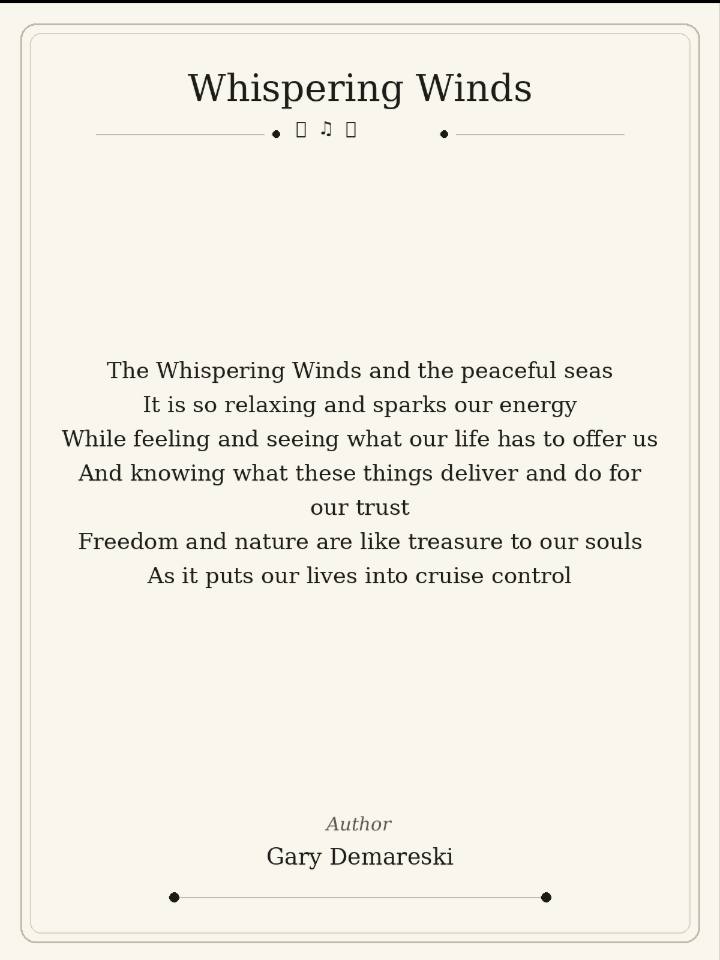 Whispering Winds
♫
The Whispering Winds and the peaceful seas
It is so relaxing and sparks our energy
While feeling and seeing what our life has to offer us
And knowing what these things deliver and do for
our trust
Freedom and nature are like treasure to our souls
As it puts our lives into cruise control
Author
Gary Demareski